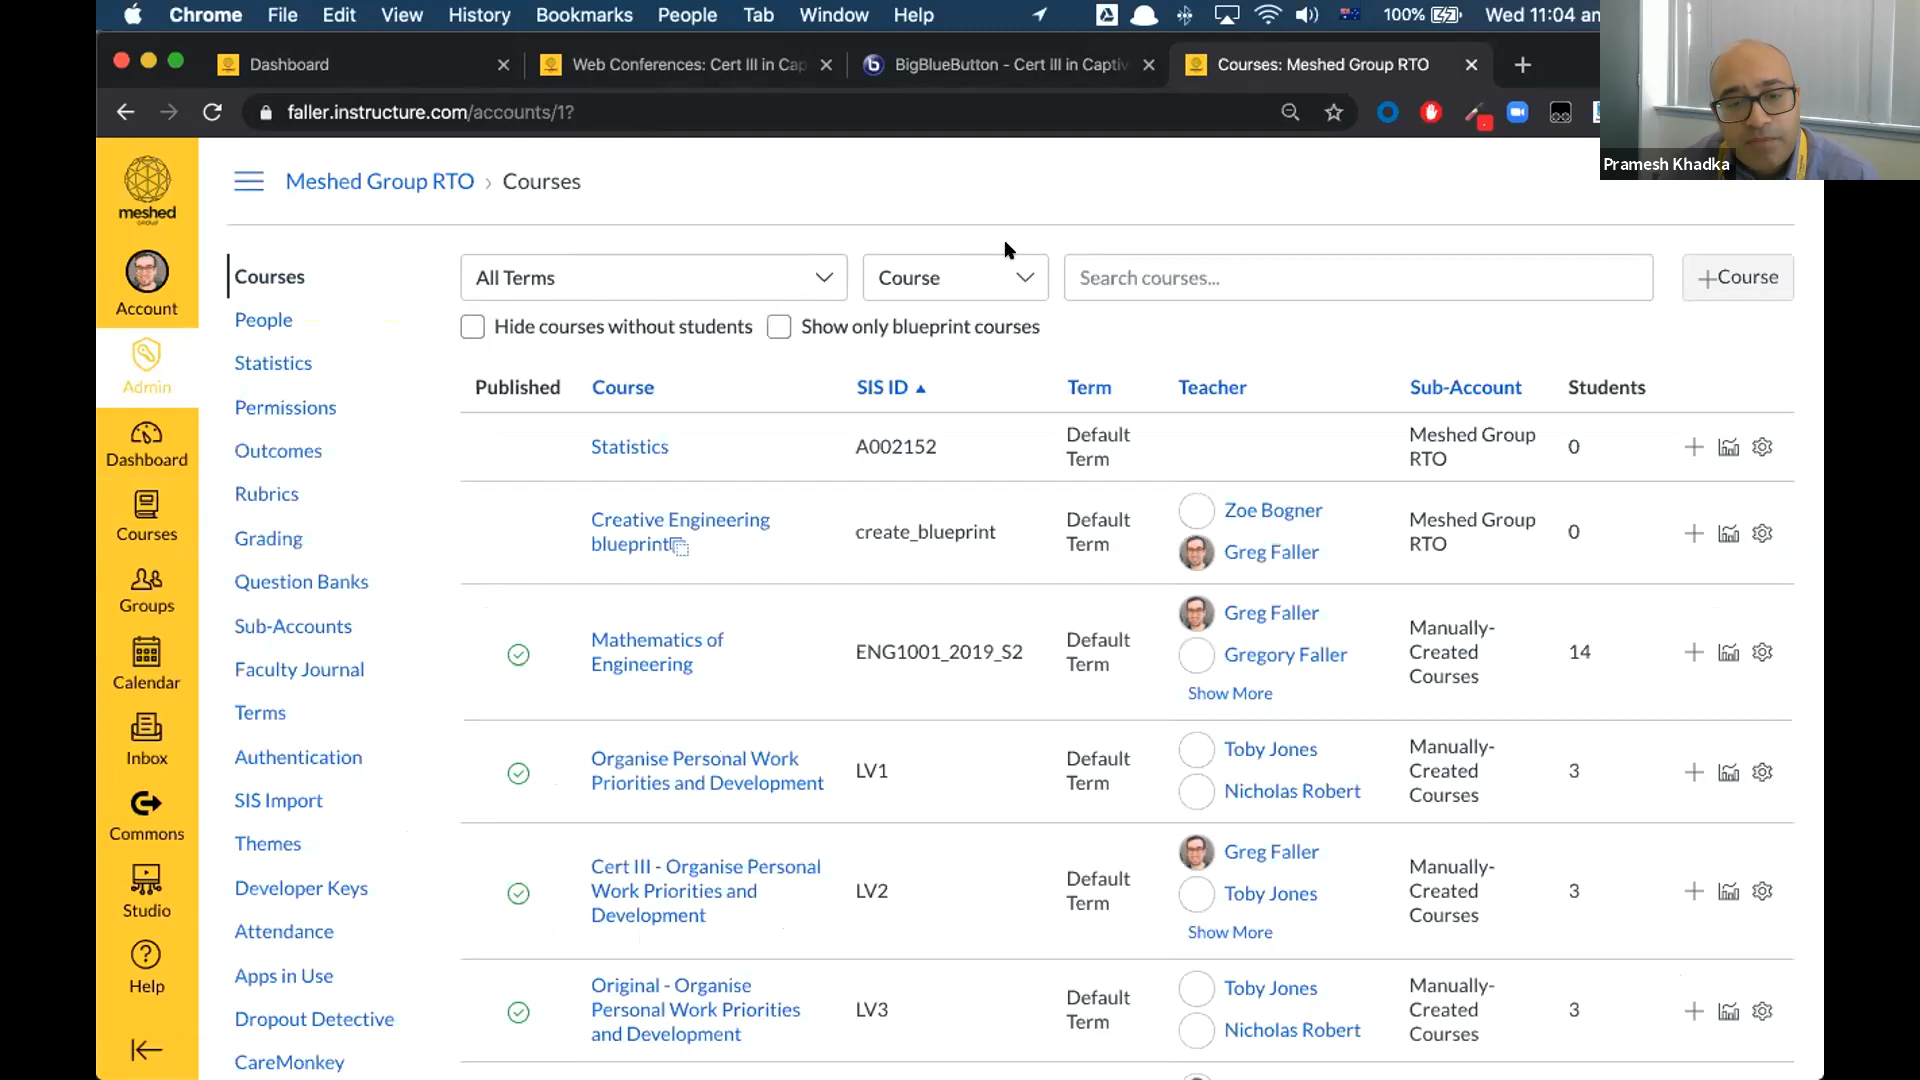 Chrome File Edit View History Bookmarks People Tab Window Help 100% Wed 11:04 am
Dashboard
Web Conferences: Cert III in Cap
BigBlueButton - Cert III in Captiv
Courses: Meshed Group RTO
faller.instructure.com/accounts/1?
Pramesh Khadka
meshed
GROUP
Account
Admin
Dashboard
Courses
Groups
Calendar
Inbox
Commons
Studio
Help
Meshed Group RTO › Courses
Courses
People
Statistics
Permissions
Outcomes
Rubrics
Grading
Question Banks
Sub-Accounts
Faculty Journal
Terms
Authentication
SIS Import
Themes
Developer Keys
Attendance
Apps in Use
Dropout Detective
CareMonkey
All Terms
Course
Search courses...
+Course
Hide courses without students
Show only blueprint courses
Published Course SIS ID Term Teacher Sub-Account Students
Statistics
A002152
Default
Term
Meshed Group
RTO
0
Creative Engineering
blueprint
create_blueprint
Default
Term
Zoe Bogner
Greg Faller
Meshed Group
RTO
0
Mathematics of
Engineering
ENG1001_2019_S2
Default
Term
Greg Faller
Gregory Faller
Show More
Manually-
Created
Courses
14
Organise Personal Work
Priorities and Development
LV1
Default
Term
Toby Jones
Nicholas Robert
Manually-
Created
Courses
3
Cert III - Organise Personal
Work Priorities and
Development
LV2
Default
Term
Greg Faller
Toby Jones
Show More
Manually-
Created
Courses
3
Original - Organise
Personal Work Priorities
and Development
LV3
Default
Term
Toby Jones
Nicholas Robert
Manually-
Created
Courses
3